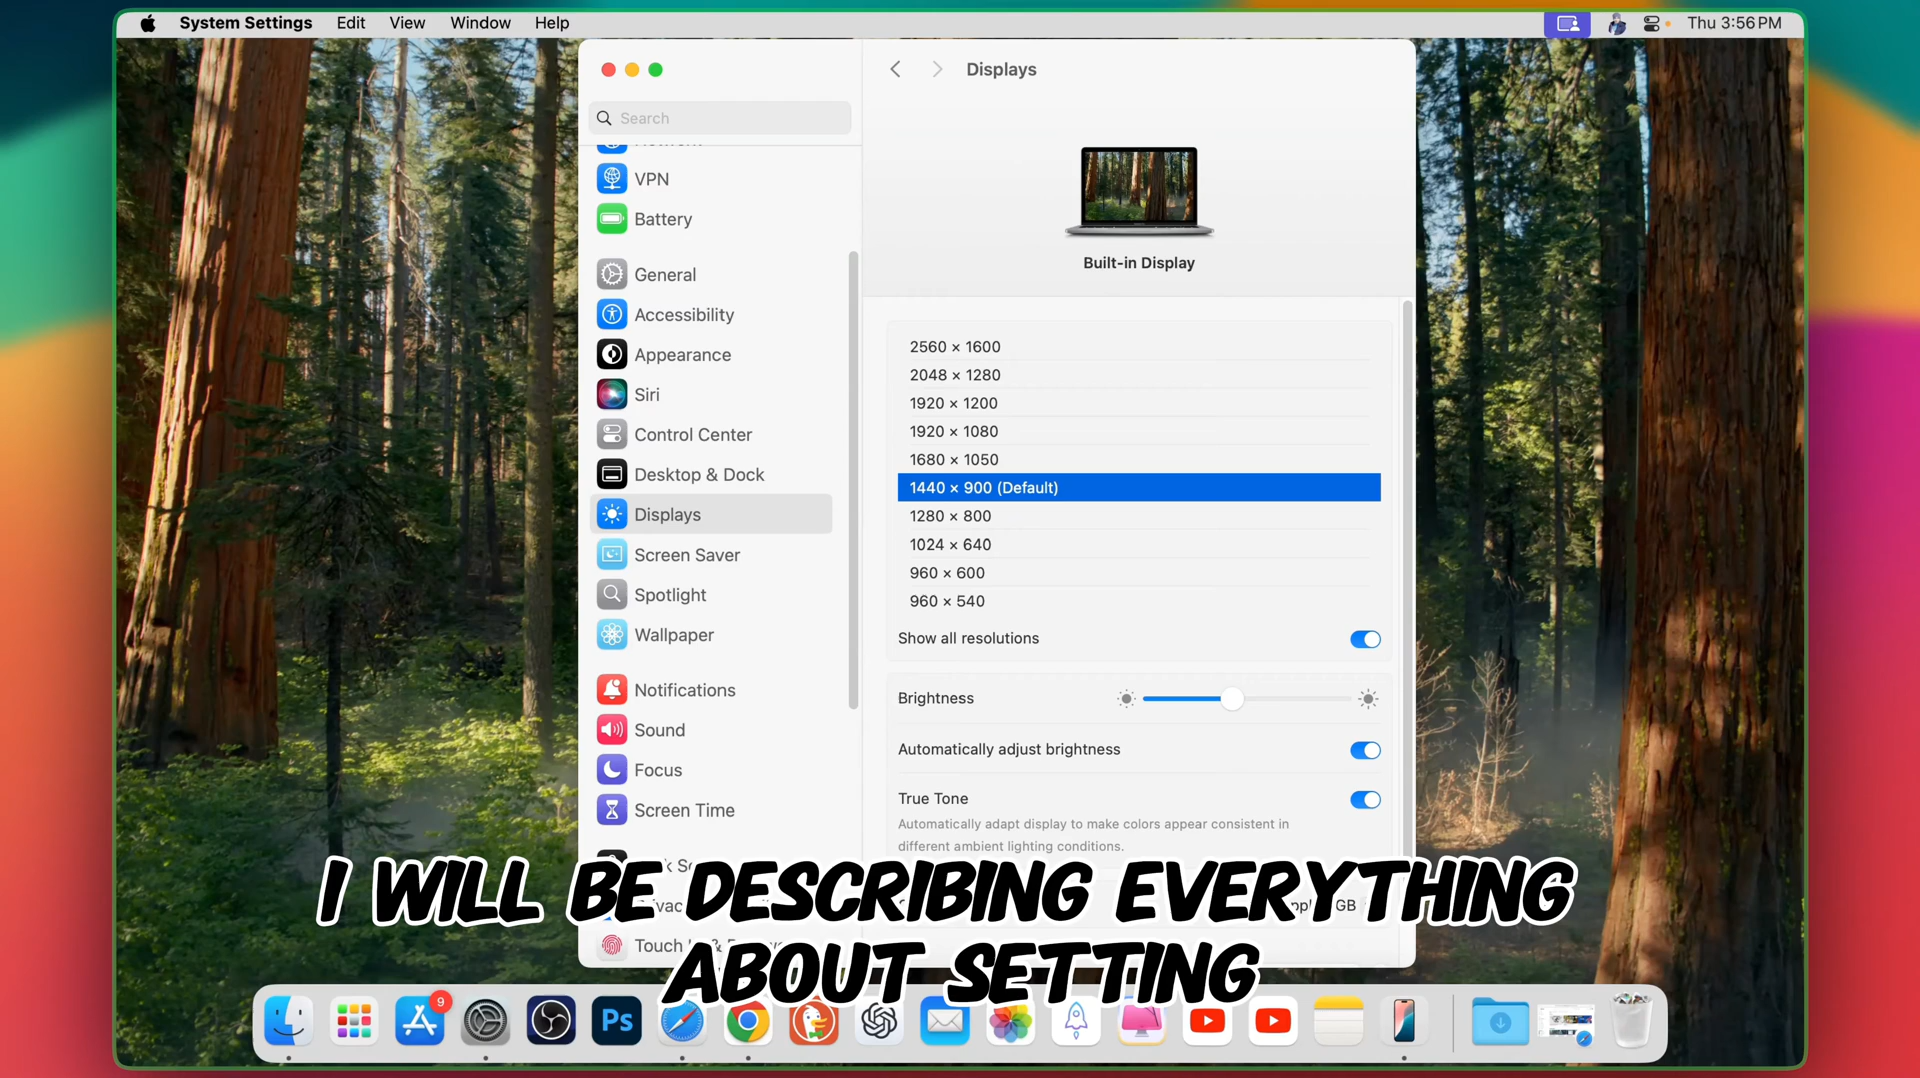 System Settings Edit View Window Help
Thu 3:56 PM
Displays
Search
VPN
Battery
General
Accessibility
Appearance
Siri
Control Center
Desktop & Dock
Displays
Screen Saver
Spotlight
Wallpaper
Notifications
Sound
Focus
Screen Time
Touch
Built-in Display
2560 × 1600
2048 × 1280
1920 × 1200
1920 × 1080
1680 × 1050
1440 × 900 (Default)
1280 × 800
1024 × 640
960 × 600
960 × 540
Show all resolutions
Brightness
Automatically adjust brightness
True Tone
Automatically adapt display to make colors appear consistent in
different ambient lighting conditions.
I WILL BE DESCRIBING EVERYTHING
ABOUT SETTING
9
Ps